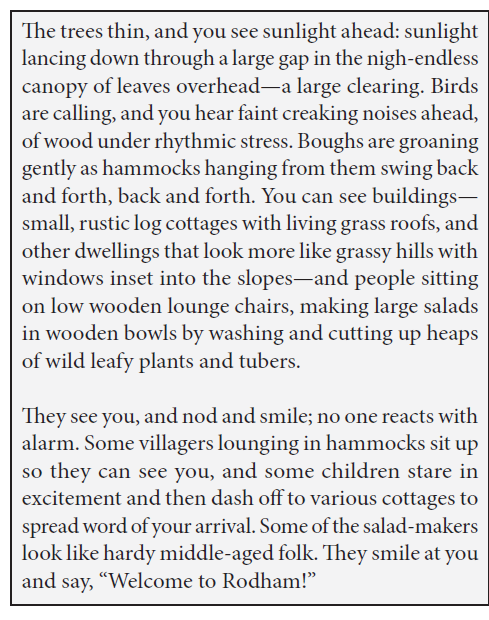 The trees thin, and you see sunlight ahead: sunlight
lancing down through a large gap in the nigh-endless
canopy of leaves overhead—a large clearing. Birds
are calling, and you hear faint creaking noises ahead,
of wood under rhythmic stress. Boughs are groaning
gently as hammocks hanging from them swing back
and forth, back and forth. You can see buildings—
small, rustic log cottages with living grass roofs, and
other dwellings that look more like grassy hills with
windows inset into the slopes—and people sitting
on low wooden lounge chairs, making large salads
in wooden bowls by washing and cutting up heaps
of wild leafy plants and tubers.

They see you, and nod and smile; no one reacts with
alarm. Some villagers lounging in hammocks sit up
so they can see you, and some children stare in
excitement and then dash off to various cottages to
spread word of your arrival. Some of the salad-makers
look like hardy middle-aged folk. They smile at you
and say, “Welcome to Rodham!”